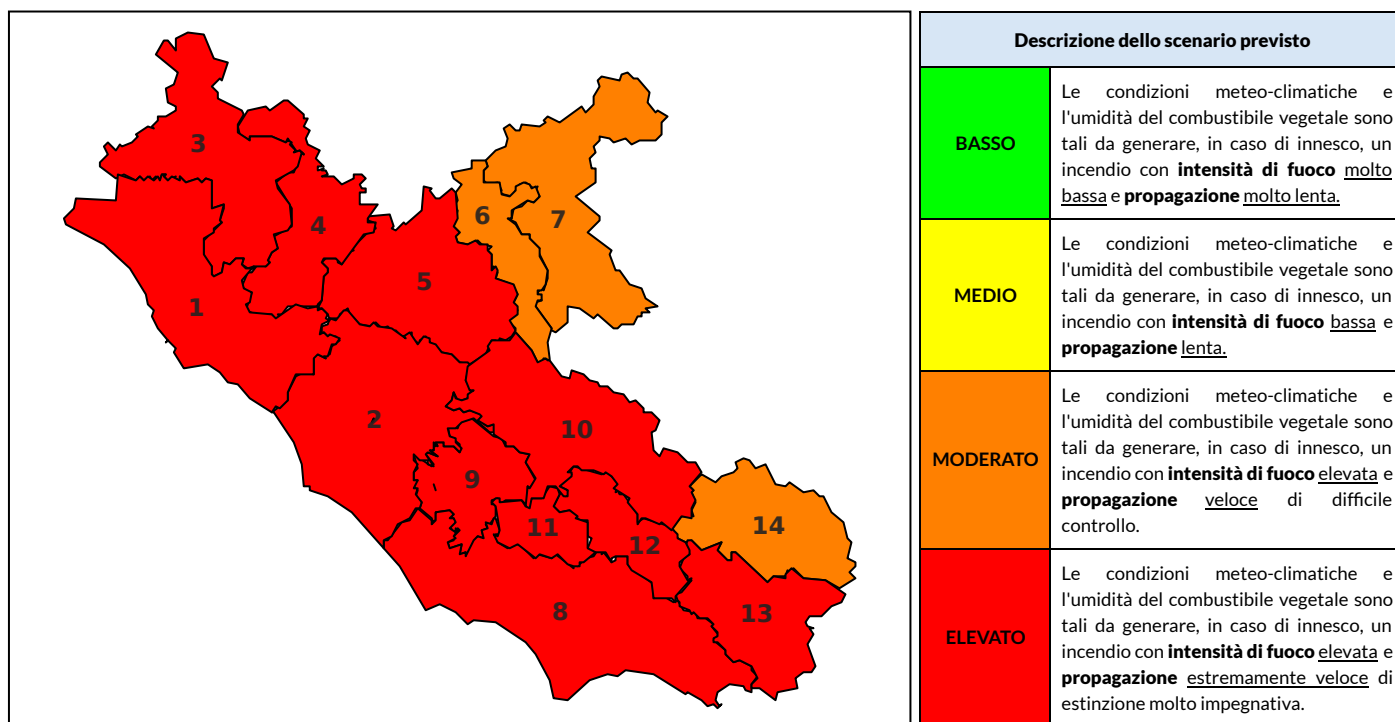 3
4
6
7
5
1
2
10
9
11
12
14
8
13
Descrizione dello scenario previsto
BASSO
Le condizioni meteo-climatiche e
l'umidità del combustibile vegetale sono
tali da generare, in caso di innesco, un
incendio con intensità di fuoco molto
bassa e propagazione molto lenta.
MEDIO
Le condizioni meteo-climatiche e
l'umidità del combustibile vegetale sono
tali da generare, in caso di innesco, un
incendio con intensità di fuoco bassa e
propagazione lenta.
MODERATO
Le condizioni meteo-climatiche e
l'umidità del combustibile vegetale sono
tali da generare, in caso di innesco, un
incendio con intensità di fuoco elevata e
propagazione veloce di difficile
controllo.
ELEVATO
Le condizioni meteo-climatiche e
l'umidità del combustibile vegetale sono
tali da generare, in caso di innesco, un
incendio con intensità di fuoco elevata e
propagazione estremamente veloce di
estinzione molto impegnativa.